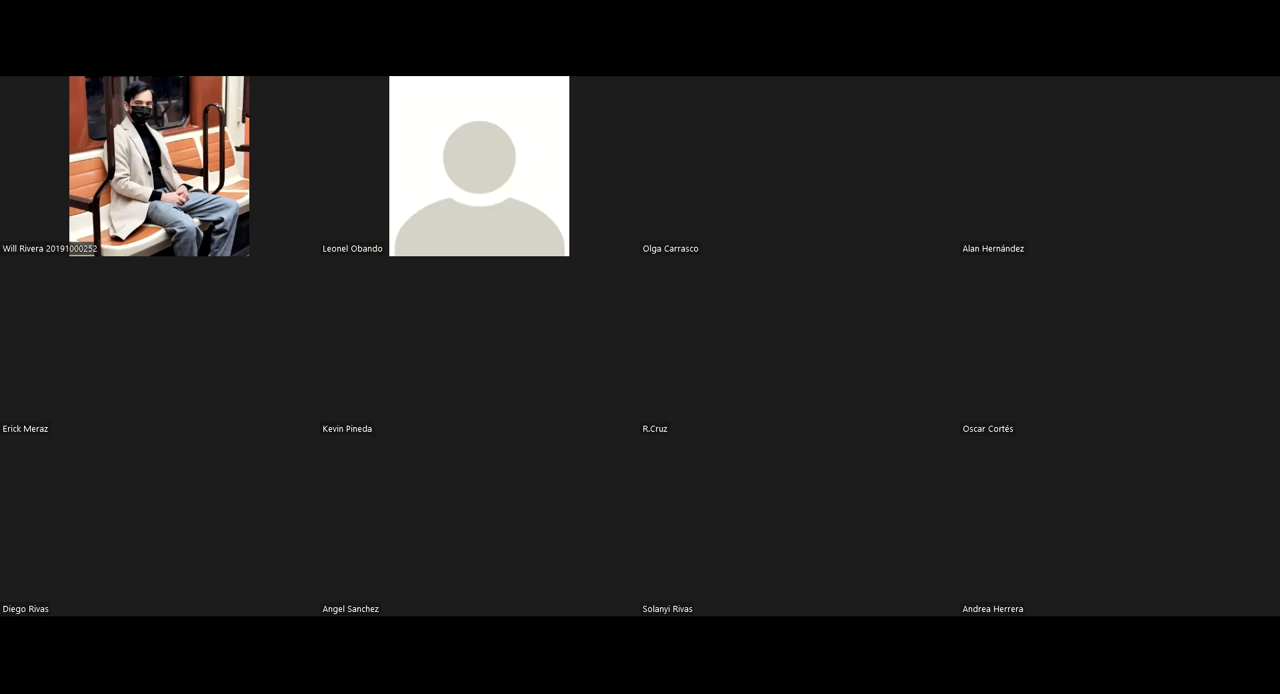 Will Rivera 20191000252
Leonel Obando
Olga Carrasco
Alan Hernández
Erick Meraz
Kevin Pineda
R.Cruz
Oscar Cortés
Diego Rivas
Angel Sanchez
Solanyi Rivas
Andrea Herrera